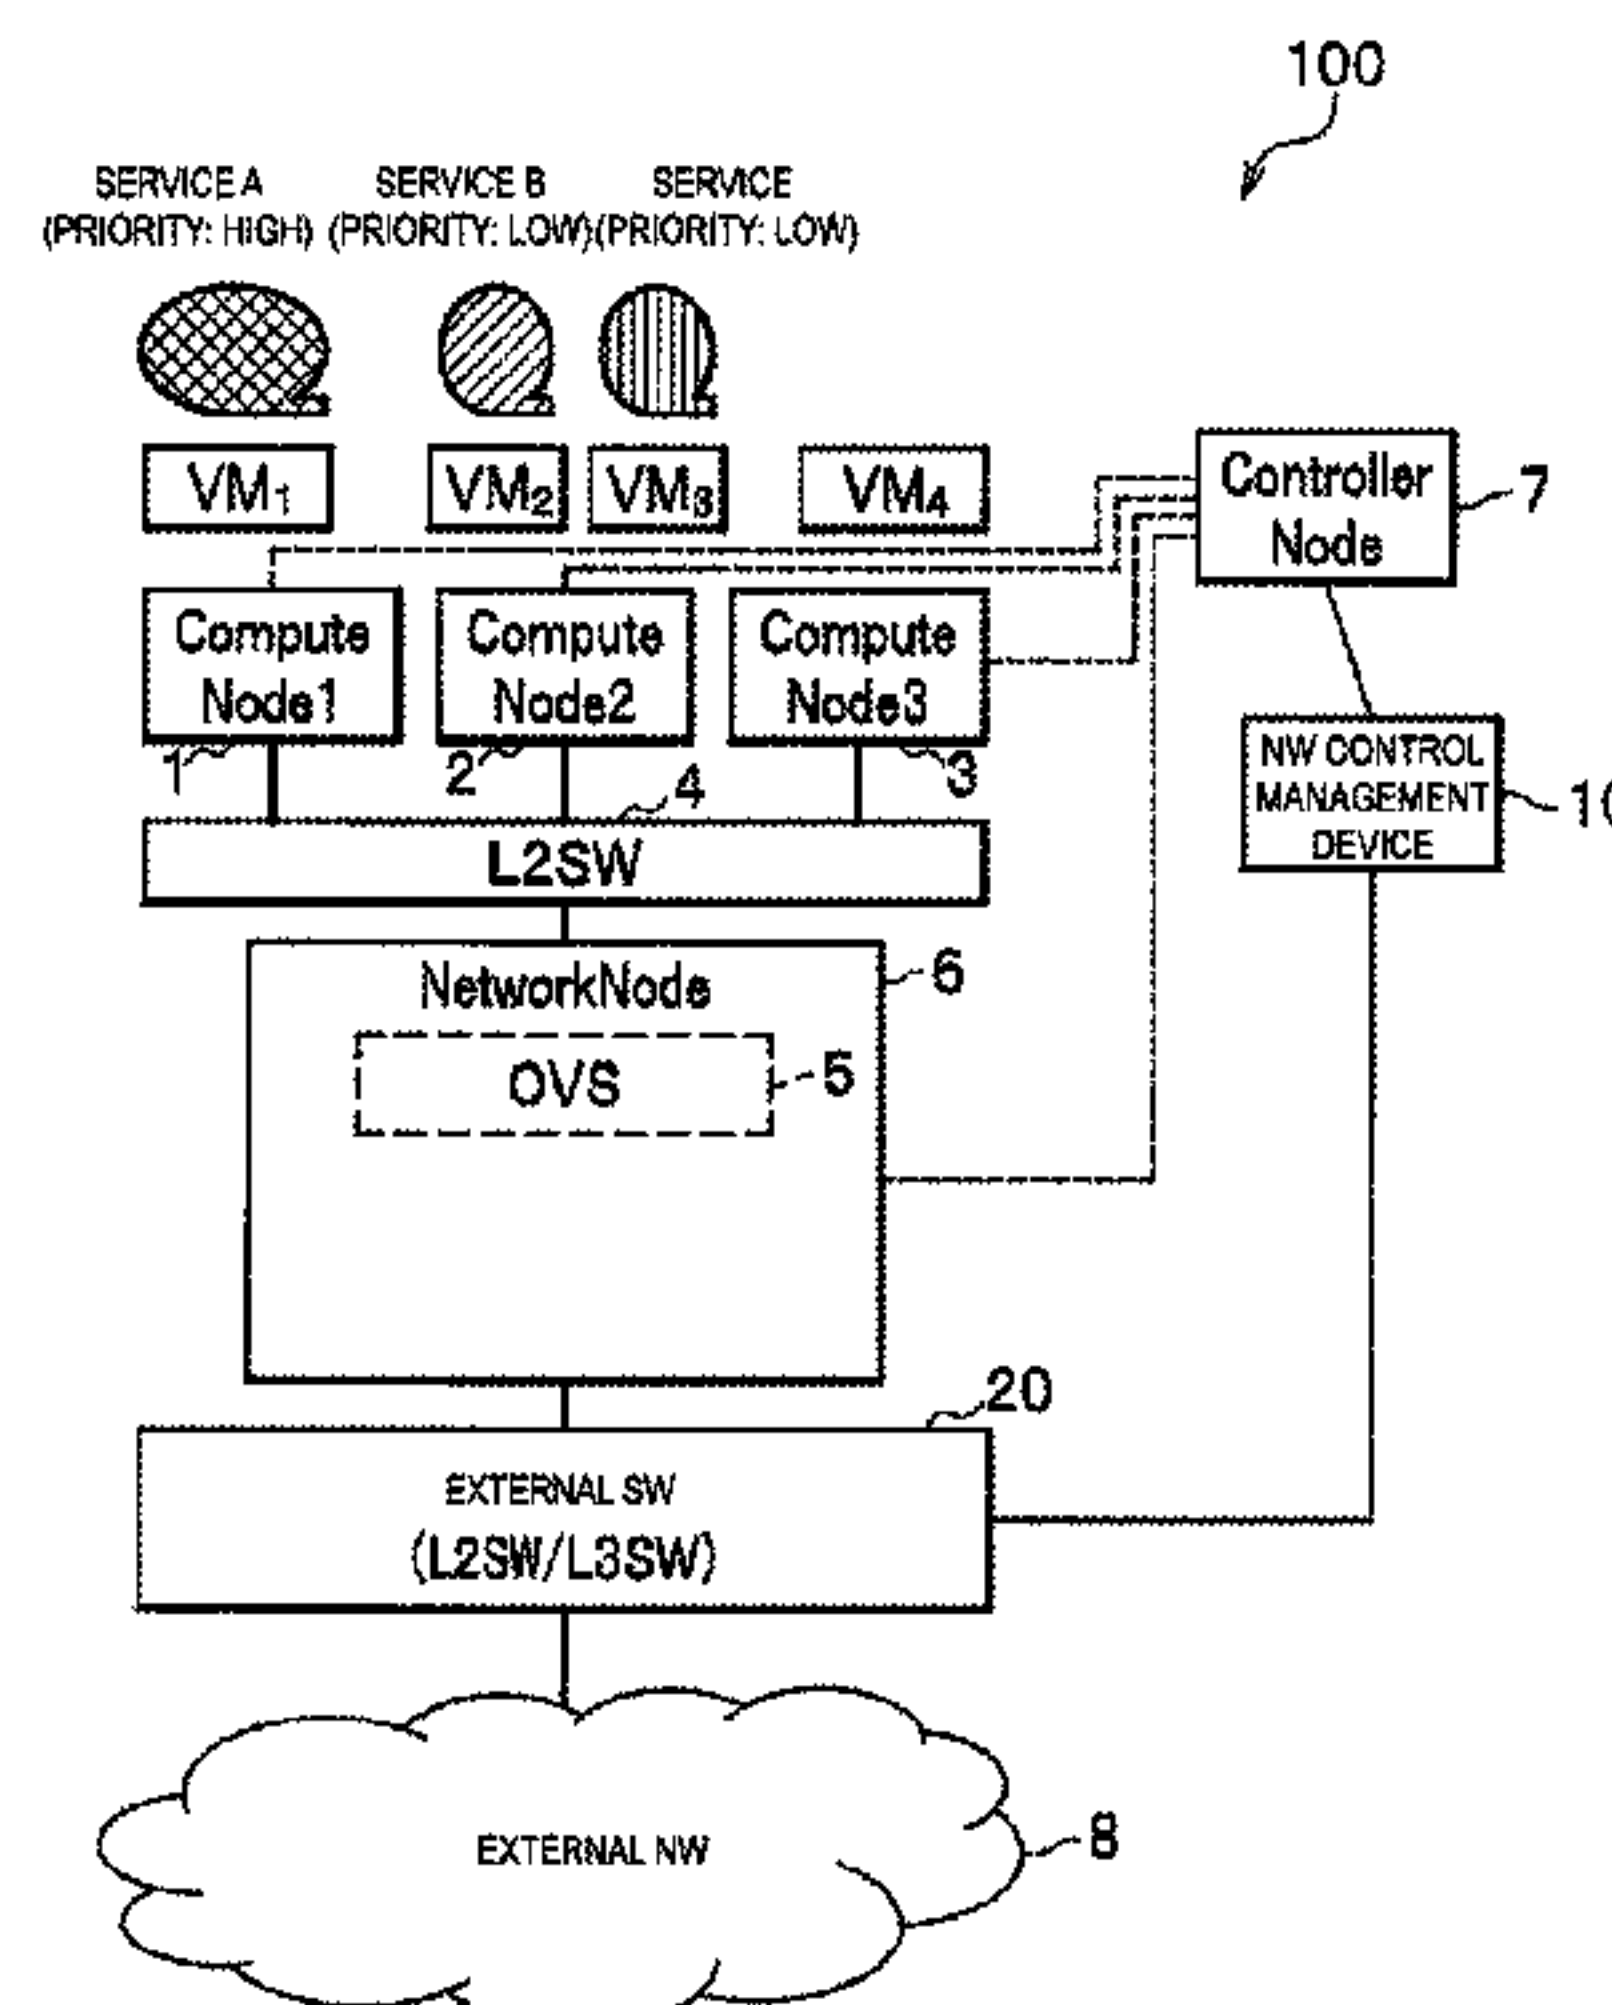 100
SERVICE A SERVICE B SERVICE
(PRIORITY: HIGH) (PRIORITY: LOW) (PRIORITY: LOW)
VM1 VM2 VM3 VM4
Controller
Node
7
Compute
Node1
1
Compute
Node2
2
Compute
Node3
3
NW CONTROL
MANAGEMENT
DEVICE
4
L2SW
NetworkNode
6
OVS
5
20
EXTERNAL SW
(L2SW/L3SW)
EXTERNAL NW
8